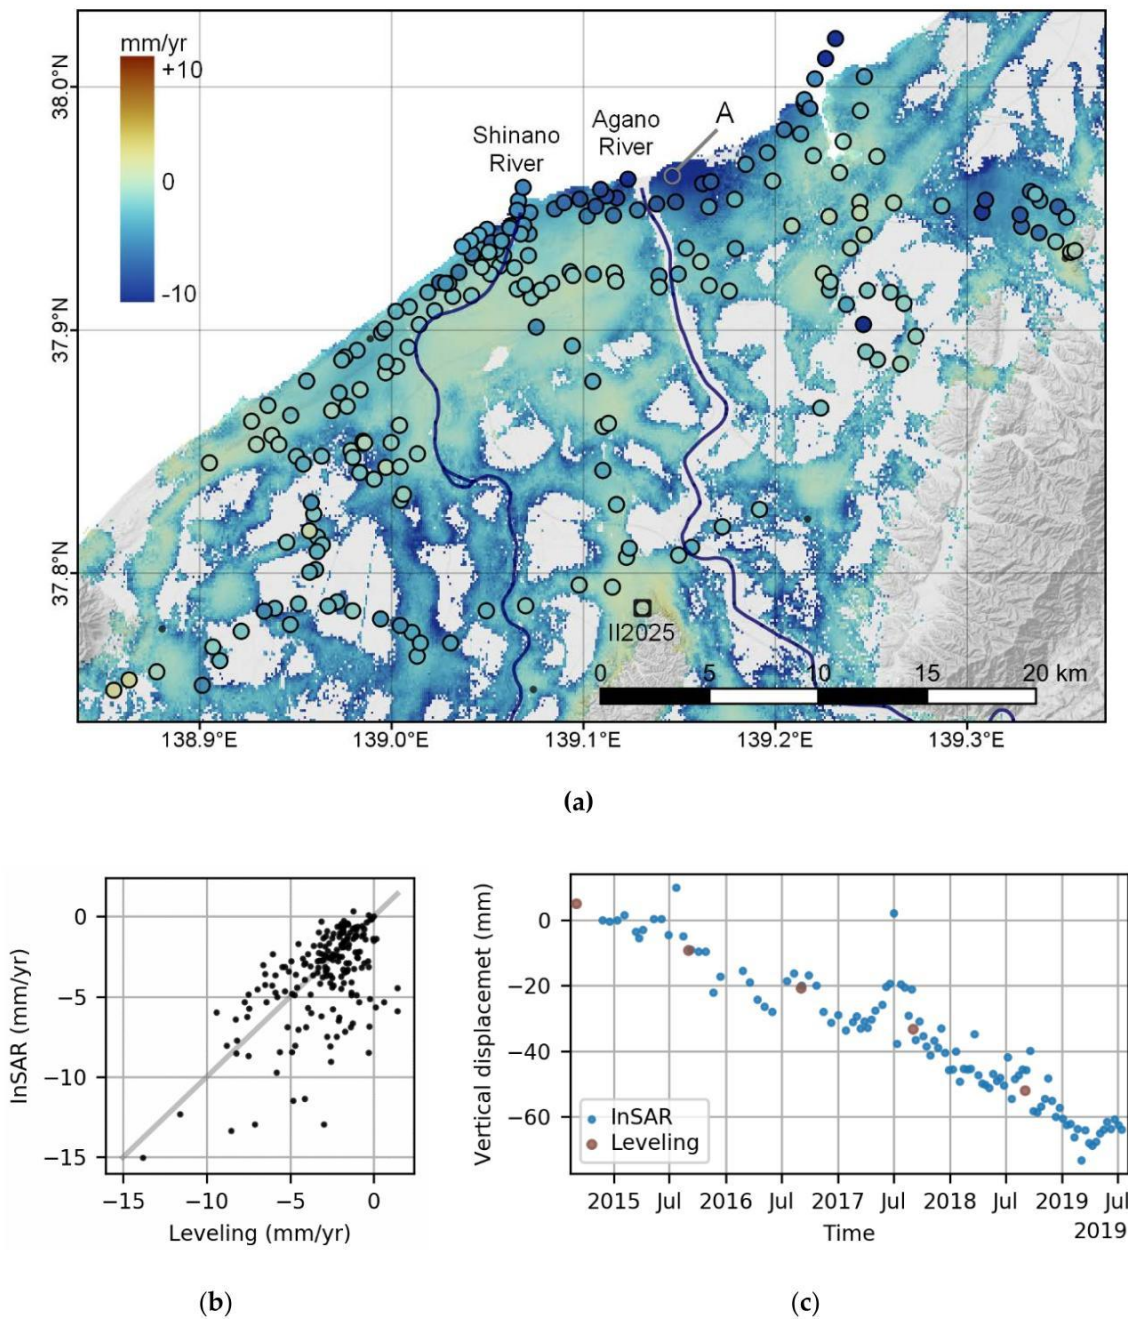 mm/yr
+10
0
-10
38.0°N
37.9°N
37.8°N
Shinano
River
Agano
River
A
II2025
0 5 10 15 20 km
138.9°E 139.0°E 139.1°E 139.2°E 139.3°E
(a)
InSAR (mm/yr)
0
−5
−10
−15
−15 −10 −5 0
Leveling (mm/yr)
(b)
Vertical displacemet (mm)
0
−20
−40
−60
InSAR
Leveling
2015 Jul 2016 Jul 2017 Jul 2018 Jul 2019 Jul
Time
2019
(c)